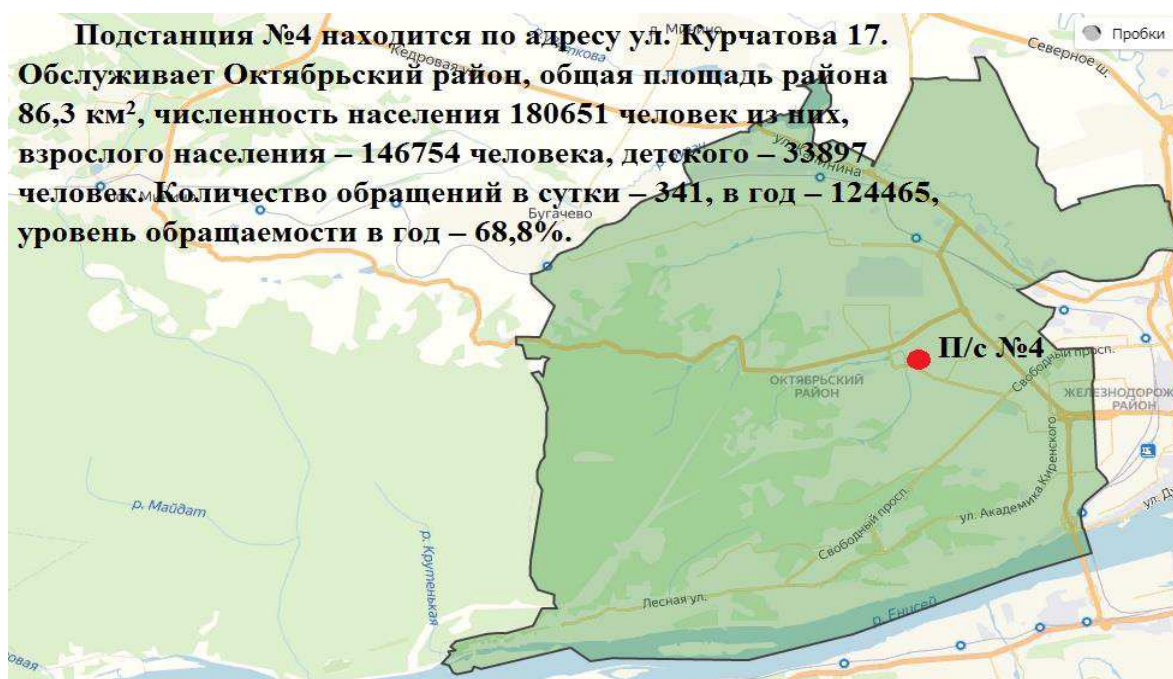 Подстанция №4 находится по адресу ул. Курчатова 17.
Обслуживает Октябрьский район, общая площадь района
86,3 км², численность населения 180651 человек из них,
взрослого населения – 146754 человека, детского – 33897
человек. Количество обращений в сутки – 341, в год – 124465,
уровень обращаемости в год – 68,8%.
Пробки
Северное ш.
Бугачево
П/с №4
Свободный просп.
ОКТЯБРЬСКИЙ
РАЙОН
ЖЕЛЕЗНОДОРОЖ
РАЙОН
ул. Академика Киренского
Свободный просп.
ул. Д
р. Майдат
р. Крутенькая
Лесная ул.
р. Енисей
овая